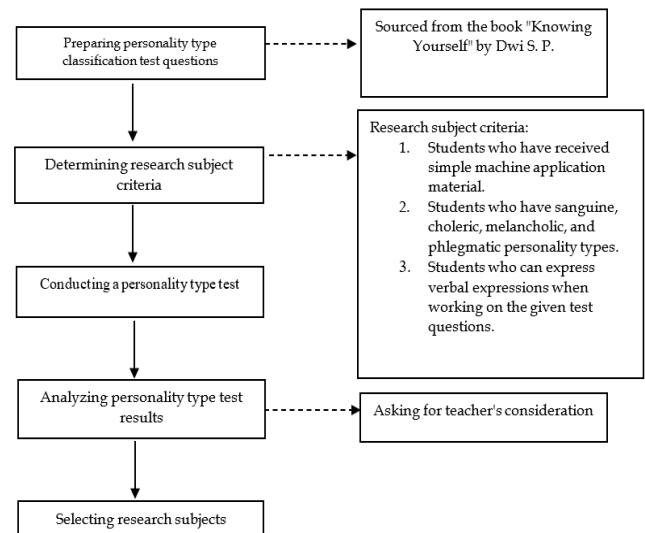 Preparing personality type
classification test questions
Sourced from the book "Knowing
Yourself" by Dwi S. P.
Determining research subject
criteria
Research subject criteria:
1. Students who have received
simple machine application
material.
2. Students who have sanguine,
choleric, melancholic, and
phlegmatic personality types.
3. Students who can express
verbal expressions when
working on the given test
questions.
Conducting a personality type test
Analyzing personality type test
results
Asking for teacher's consideration
Selecting research subjects